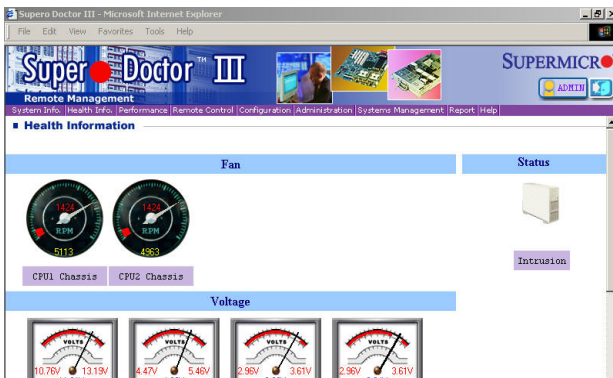 Supero Doctor III - Microsoft Internet Explorer
File Edit View Favorites Tools Help
Super Doctor TM III
SUPERMICR
ADMIN
Remote Management
System Info. |Health Info. |Performance |Remote Control |Configuration |Administration |Systems Management |Report |Help|
Health Information
Fan
Status
1424
RPM
5113
1424
RPM
4963
CPU1 Chassis
CPU2 Chassis
Intrusion
Voltage
VOLTS
10.76V 13.19V
VOLTS
4.47V 5.46V
VOLTS
2.96V 3.61V
VOLTS
2.96V 3.61V